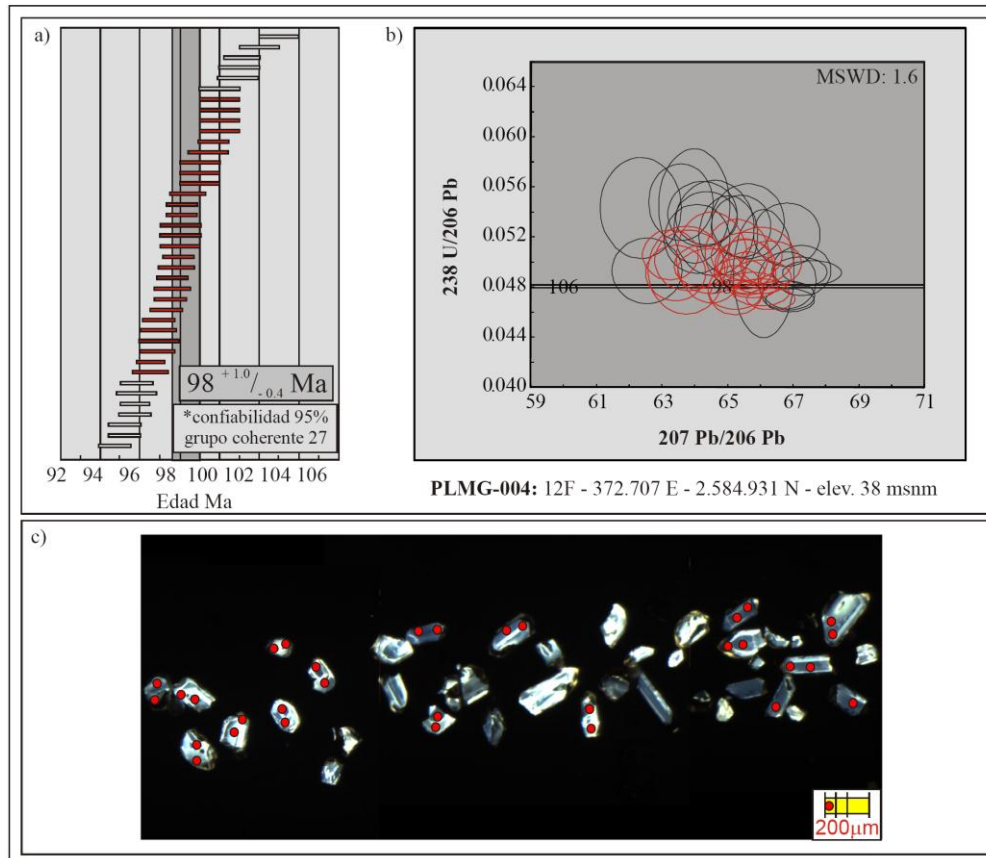 a)
98 + 1.0/- 0.4 Ma
*confiabilidad 95%
grupo coherente 27
92 94 96 98 100 102 104 106
Edad Ma
b)
MSWD: 1.6
238 U/206 Pb
0.064
0.060
0.056
0.052
0.048
0.044
0.040
106
98
59 61 63 65 67 69 71
207 Pb/206 Pb
PLMG-004: 12F - 372.707 E - 2.584.931 N - elev. 38 msnm
c)
200μm